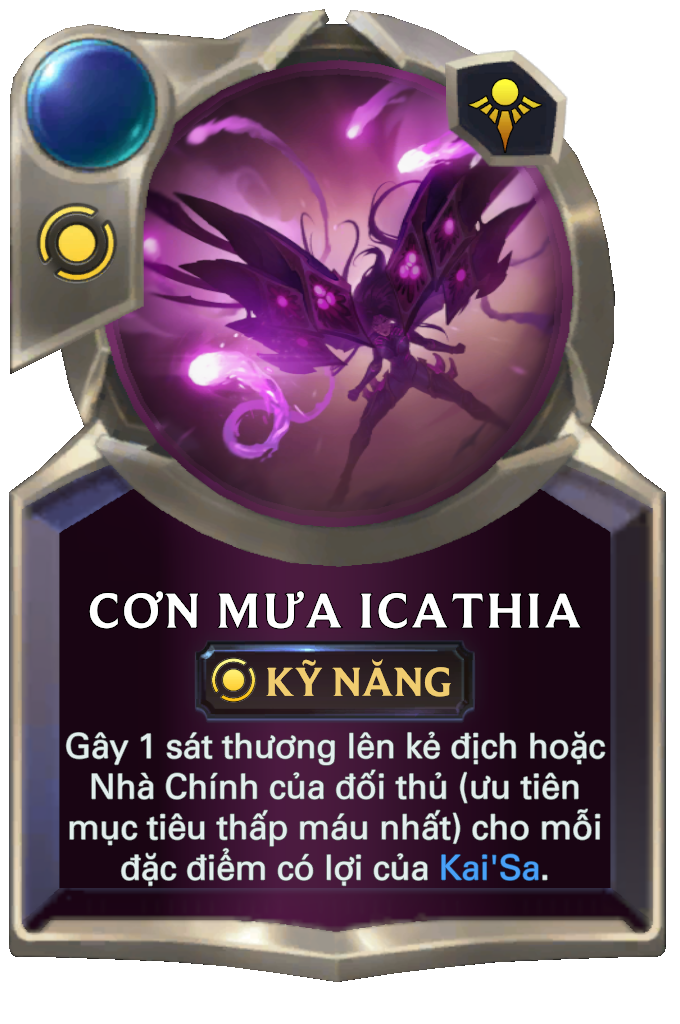 CƠN MƯA ICATHIA
KỸ NĂNG
Gây 1 sát thương lên kẻ địch hoặc
Nhà Chính của đối thủ (ưu tiên
mục tiêu thấp máu nhất) cho mỗi
đặc điểm có lợi của Kai'Sa.